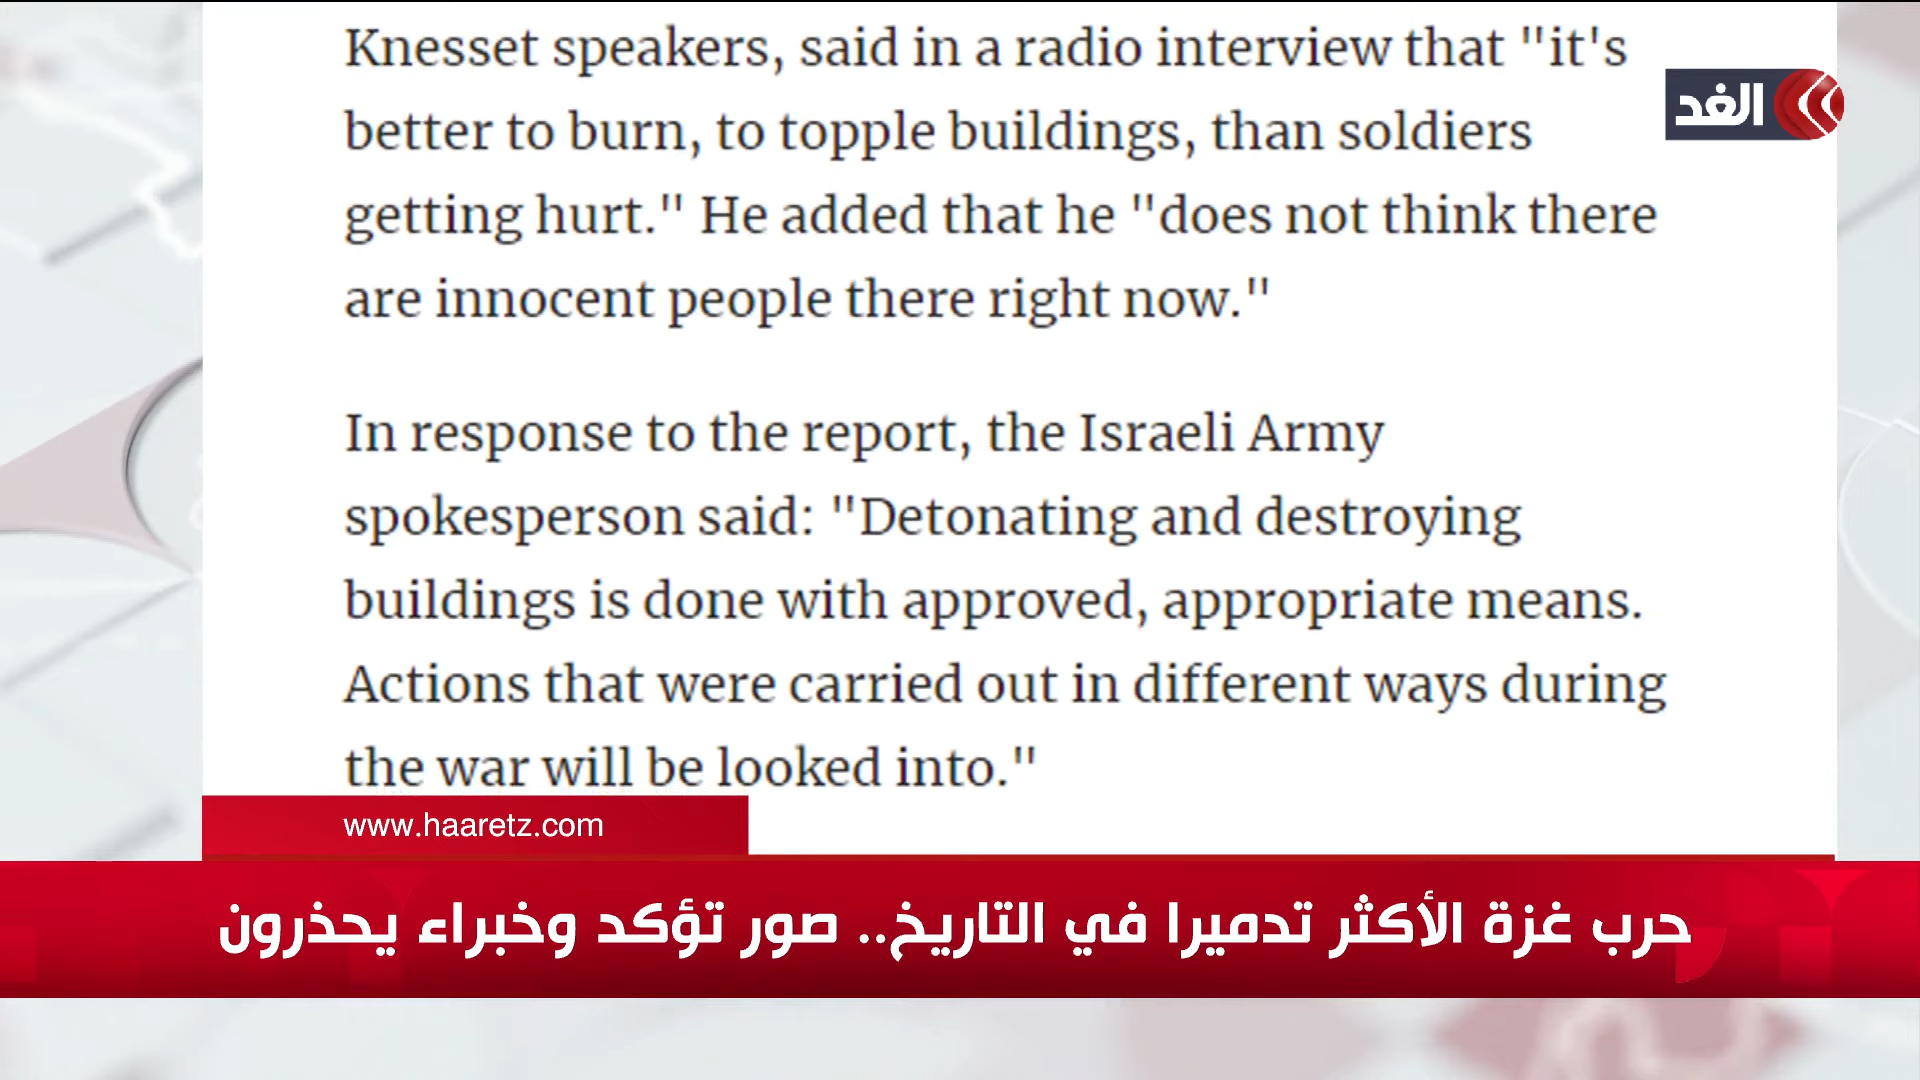 Knesset speakers, said in a radio interview that "it's
better to burn, to topple buildings, than soldiers
getting hurt." He added that he "does not think there
are innocent people there right now."
In response to the report, the Israeli Army
spokesperson said: "Detonating and destroying
buildings is done with approved, appropriate means.
Actions that were carried out in different ways during
the war will be looked into."
الغد
www.haaretz.com
حرب غزة الأكثر تدميرا في التاريخ.. صور تؤكد وخبراء يحذرون